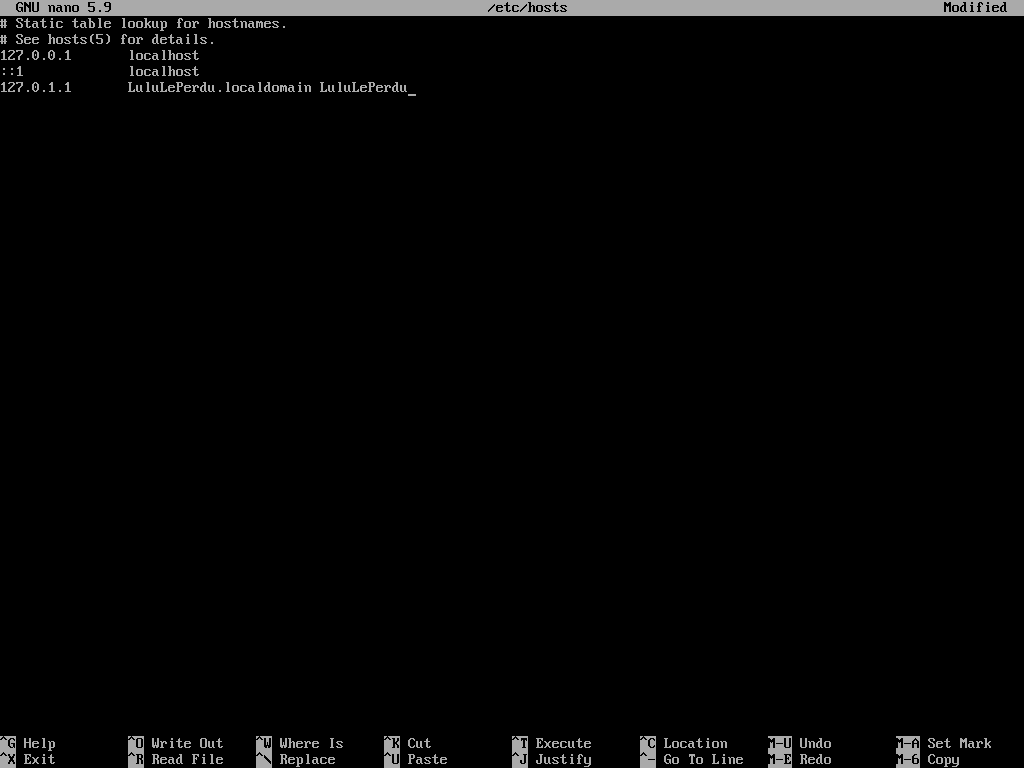 GNU nano 5.9 /etc/hosts Modified
# Static table lookup for hostnames.
# See hosts(5) for details.
127.0.0.1 localhost
::1 localhost
127.0.1.1 LuluLePerdu.localdomain LuluLePerdu_
^G Help ^O Write Out ^W Where Is ^K Cut ^T Execute ^C Location M-U Undo M-A Set Mark
^X Exit ^R Read File ^\ Replace ^U Paste ^J Justify ^- Go To Line M-E Redo M-6 Copy